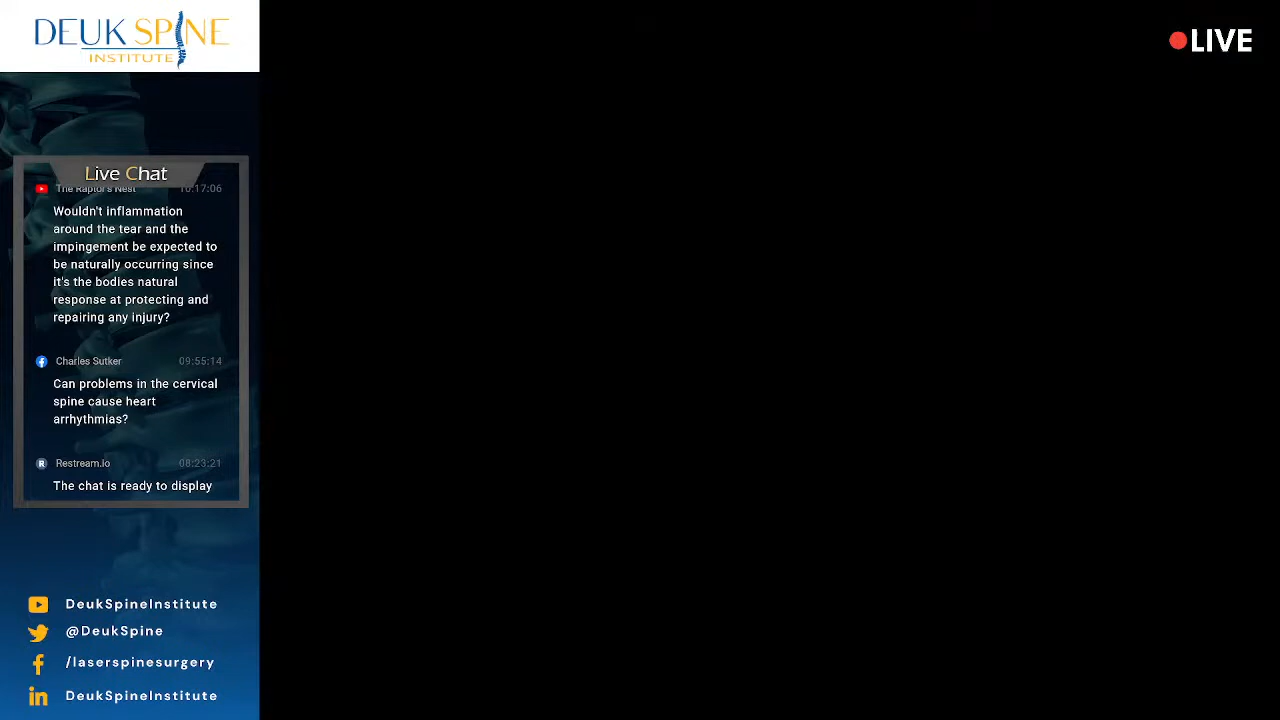 DEUK SPINE
INSTITUTE
LIVE
Live Chat
The Raptor's Nest 10:17:06
Wouldn't inflammation
around the tear and the
impingement be expected to
be naturally occurring since
it's the bodies natural
response at protecting and
repairing any injury?
Charles Sutker 09:55:14
Can problems in the cervical
spine cause heart
arrhythmias?
R Restream.io 08:23:21
The chat is ready to display
DeukSpineInstitute
@DeukSpine
/laserspinesurgery
DeukSpineInstitute